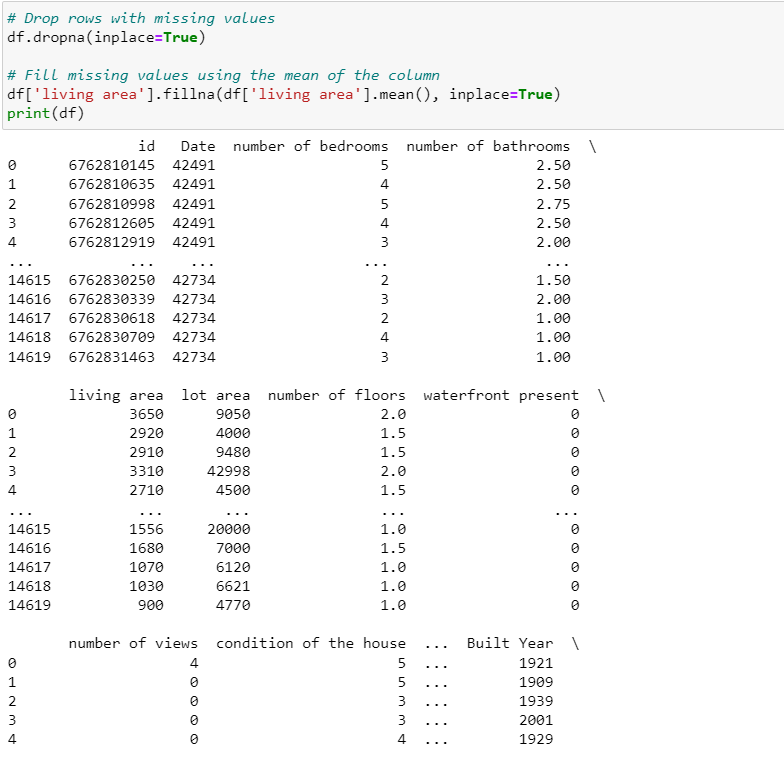 # Drop rows with missing values
df.dropna(inplace=True)
# Fill missing values using the mean of the column
df['living area'].fillna(df['living area'].mean(), inplace=True)
print(df)
id Date number of bedrooms number of bathrooms \
0 6762810145 42491 5 2.50
1 6762810635 42491 4 2.50
2 6762810998 42491 5 2.75
3 6762812605 42491 4 2.50
4 6762812919 42491 3 2.00
... ... ... ... ...
14615 6762830250 42734 2 1.50
14616 6762830339 42734 3 2.00
14617 6762830618 42734 2 1.00
14618 6762830709 42734 4 1.00
14619 6762831463 42734 3 1.00
living area lot area number of floors waterfront present \
0 3650 9050 2.0 0
1 2920 4000 1.5 0
2 2910 9480 1.5 0
3 3310 42998 2.0 0
4 2710 4500 1.5 0
... ... ... ... ...
14615 1556 20000 1.0 0
14616 1680 7000 1.5 0
14617 1070 6120 1.0 0
14618 1030 6621 1.0 0
14619 900 4770 1.0 0
number of views condition of the house ... Built Year \
0 4 5 ... 1921
1 0 5 ... 1909
2 0 3 ... 1939
3 0 3 ... 2001
4 0 4 ... 1929